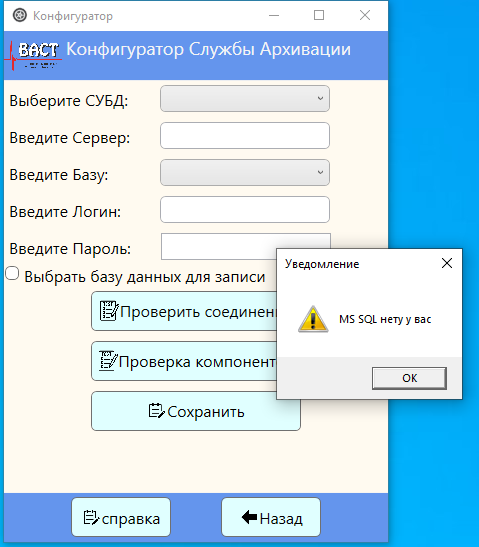 Конфигуратор
ВАСТ
Конфигуратор Службы Архивации
Выберите СУБД:
Введите Сервер:
Введите Базу:
Введите Логин:
Введите Пароль:
Выбрать базу данных для записи
Проверить соединен
Проверка компонент
Сохранить
Уведомление
MS SQL нету у вас
OK
справка
Назад